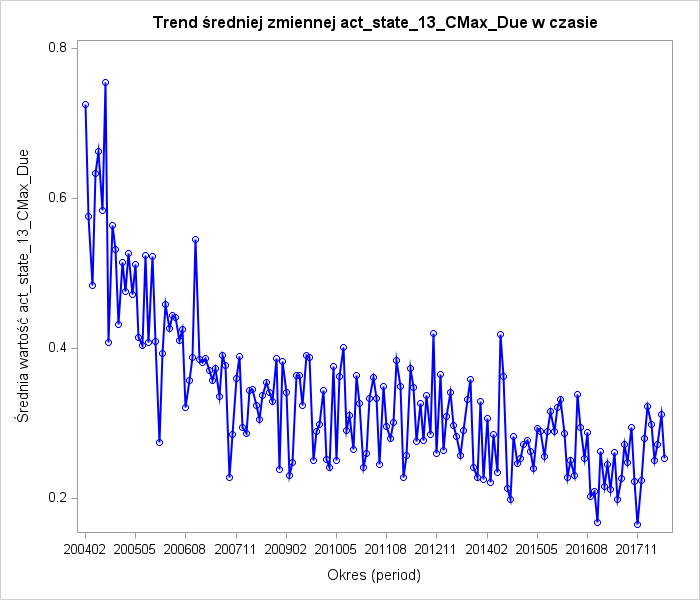 Trend średniej zmiennej act_state_13_CMax_Due w czasie
Średnia wartość act_state_13_CMax_Due
0.8
0.6
0.4
0.2
200402 200505 200608 200711 200902 201005 201108 201211 201402 201505 201608 201711
Okres (period)